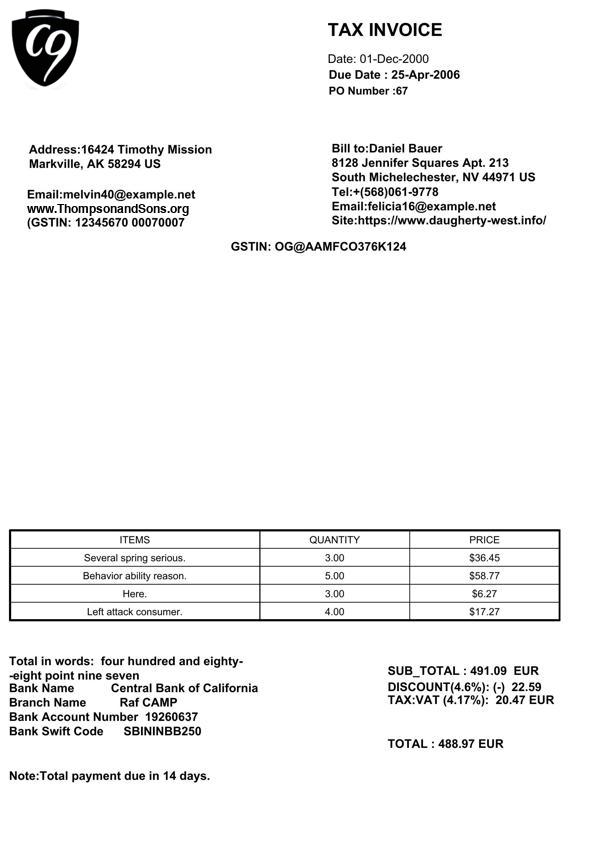 C9
TAX INVOICE
Date: 01-Dec-2000
Due Date : 25-Apr-2006
PO Number :67
Address:16424 Timothy Mission
Markville, AK 58294 US
Email:melvin40@example.net
www.ThompsonandSons.org
(GSTIN: 12345670 00070007
Bill to:Daniel Bauer
8128 Jennifer Squares Apt. 213
South Michelechester, NV 44971 US
Tel:+(568)061-9778
Email:felicia16@example.net
Site:https://www.daugherty-west.info/
GSTIN: OG@AAMFCO376K124
ITEMS QUANTITY PRICE
Several spring serious. 3.00 $36.45
Behavior ability reason. 5.00 $58.77
Here. 3.00 $6.27
Left attack consumer. 4.00 $17.27
Total in words: four hundred and eighty-
-eight point nine seven
Bank Name Central Bank of California
Branch Name Raf CAMP
Bank Account Number 19260637
Bank Swift Code SBININBB250
SUB_TOTAL : 491.09 EUR
DISCOUNT(4.6%): (-) 22.59
TAX:VAT (4.17%): 20.47 EUR
TOTAL : 488.97 EUR
Note:Total payment due in 14 days.